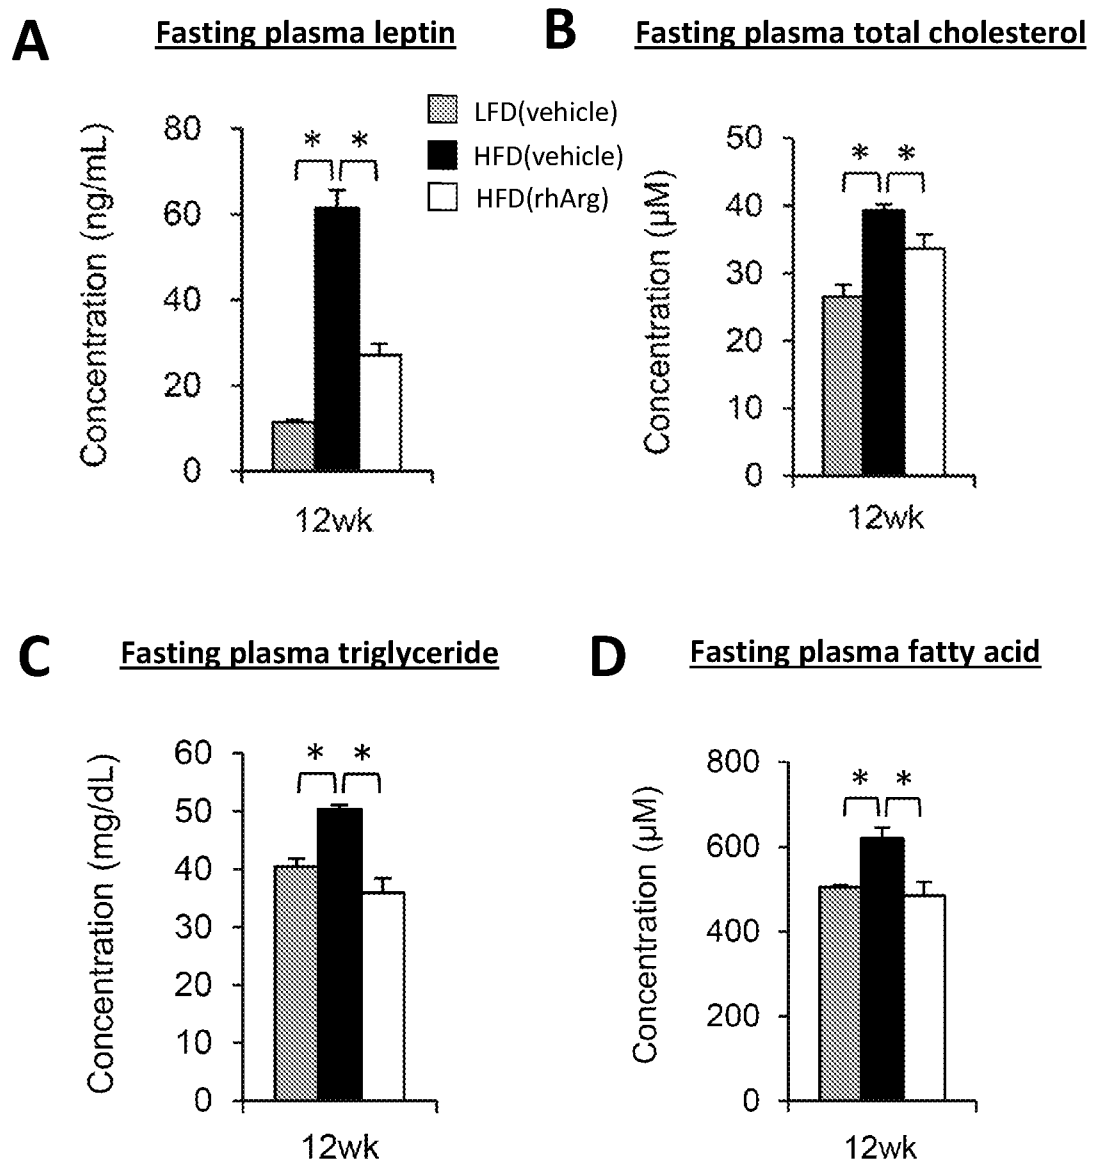 A
Fasting plasma leptin
Concentration (ng/mL)
80
60
40
20
0
* *
12wk
LFD(vehicle)
HFD(vehicle)
HFD(rhArg)
B
Fasting plasma total cholesterol
Concentration (µM)
50
40
30
20
10
0
* *
12wk
C
Fasting plasma triglyceride
Concentration (mg/dL)
60
50
40
30
20
10
0
* *
12wk
D
Fasting plasma fatty acid
Concentration (µM)
800
600
400
200
0
* *
12wk